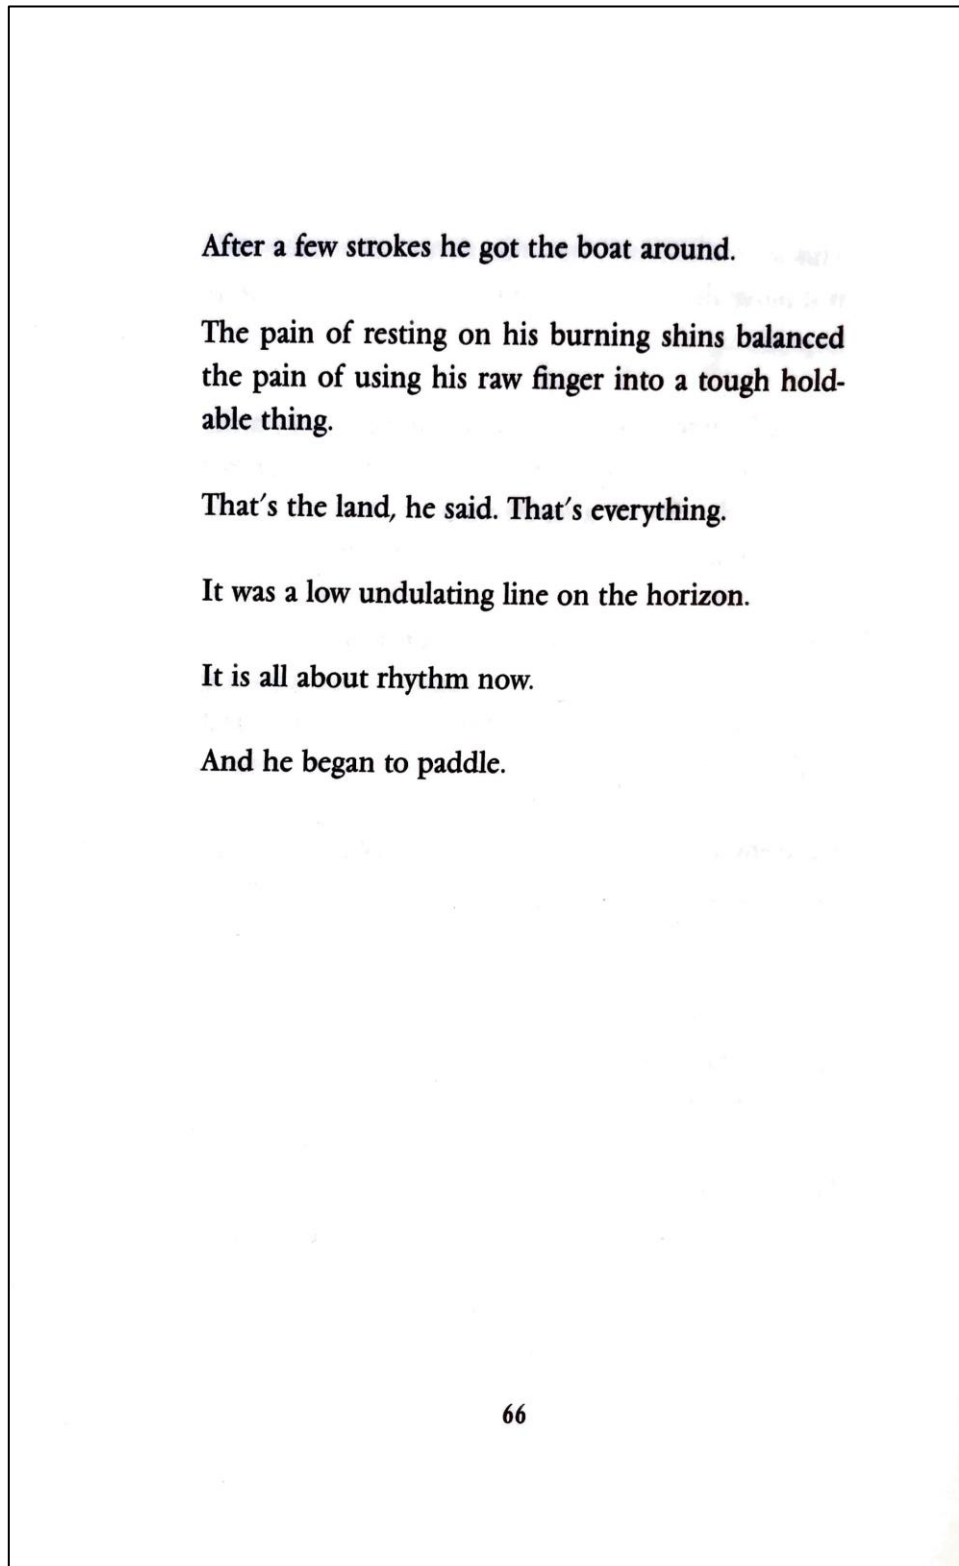 After a few strokes he got the boat around.
The pain of resting on his burning shins balanced
the pain of using his raw finger into a tough hold-
able thing.
That's the land, he said. That's everything.
It was a low undulating line on the horizon.
It is all about rhythm now.
And he began to paddle.
66